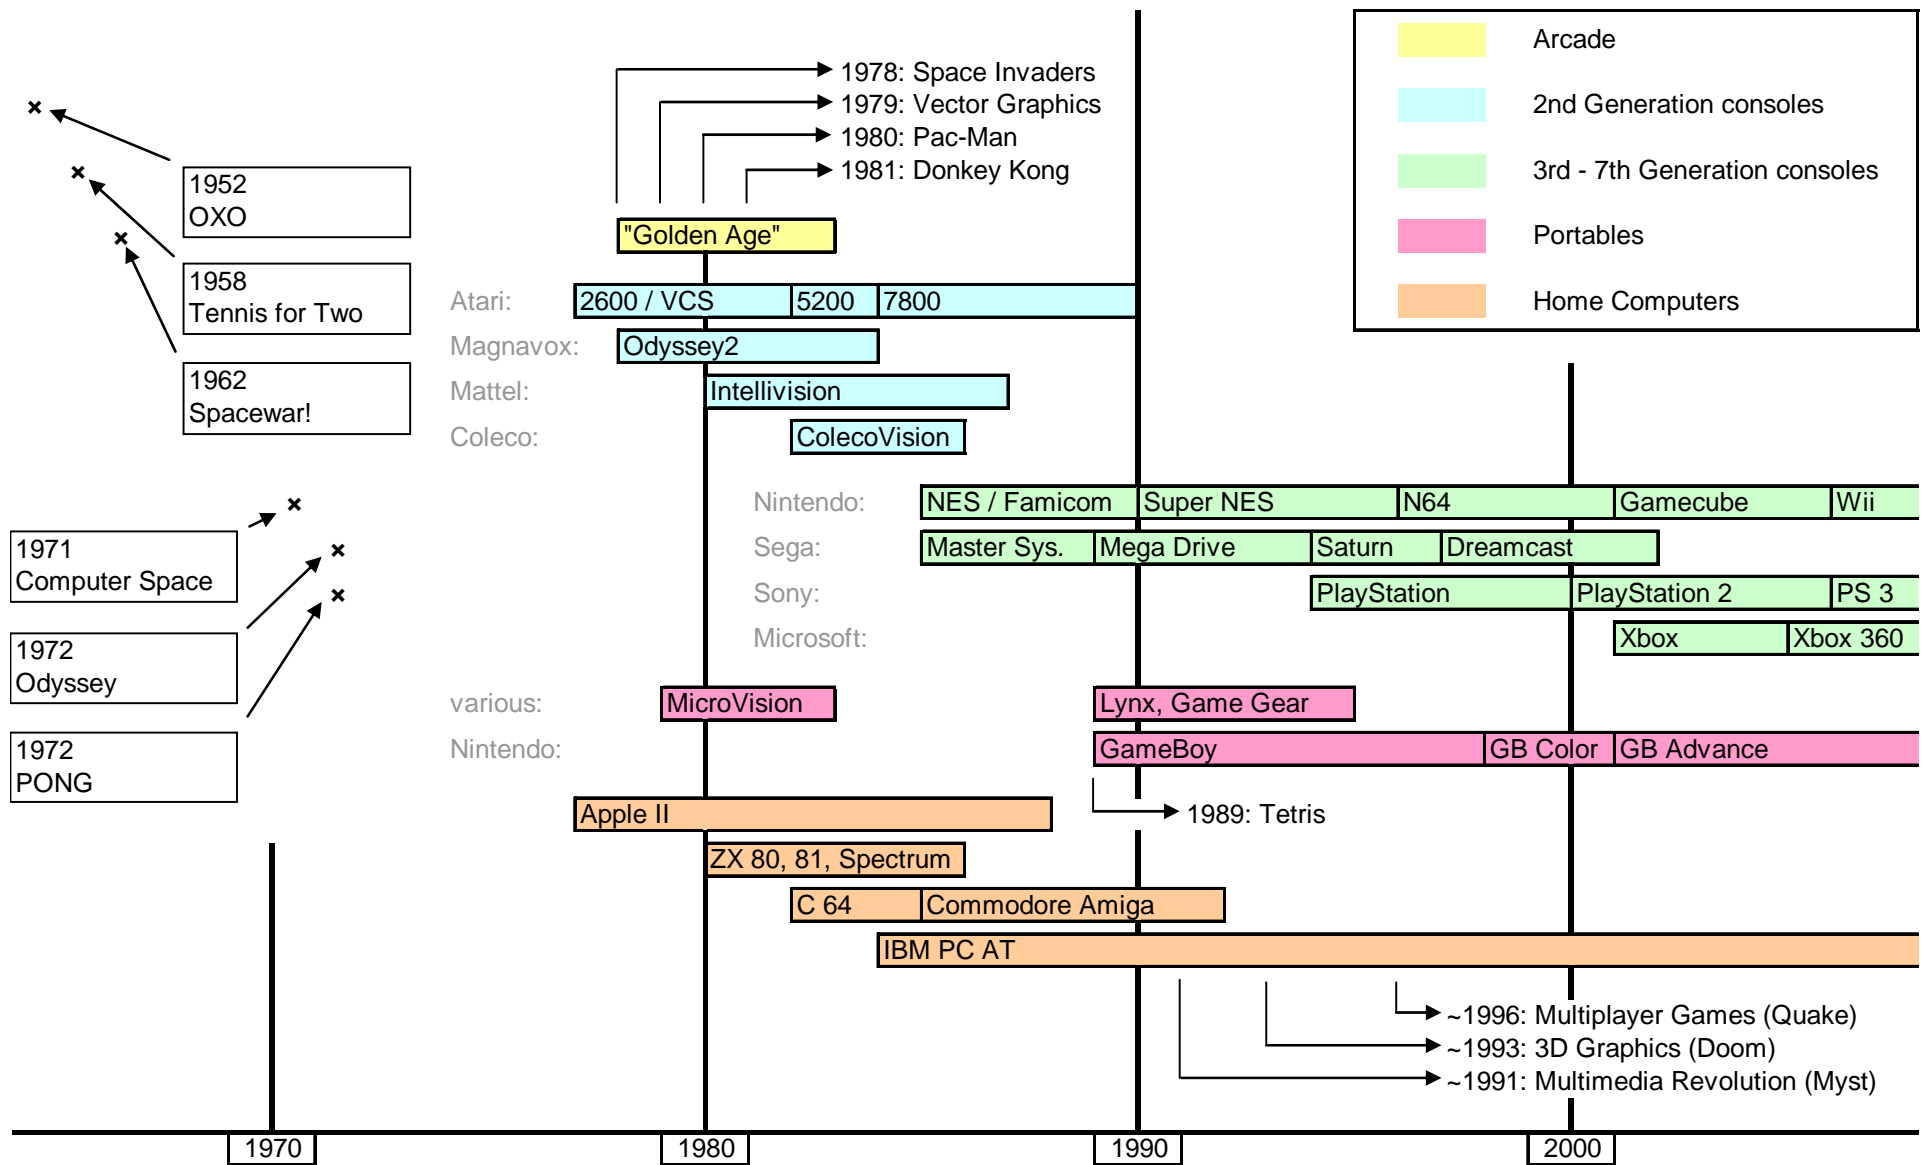 Arcade
2nd Generation consoles
3rd - 7th Generation consoles
Portables
Home Computers
1978: Space Invaders
1979: Vector Graphics
1980: Pac-Man
1981: Donkey Kong
1952
OXO
1958
Tennis for Two
1962
Spacewar!
"Golden Age"
Atari: 2600 / VCS 5200 7800
Magnavox: Odyssey2
Mattel: Intellivision
Coleco: ColecoVision
Nintendo: NES / Famicom Super NES N64 Gamecube Wii
Sega: Master Sys. Mega Drive Saturn Dreamcast
Sony: PlayStation PlayStation 2 PS 3
Microsoft: Xbox Xbox 360
1971
Computer Space
1972
Odyssey
1972
PONG
various: MicroVision Lynx, Game Gear
Nintendo: GameBoy GB Color GB Advance
1989: Tetris
Apple II
ZX 80, 81, Spectrum
C 64 Commodore Amiga
IBM PC AT
~1996: Multiplayer Games (Quake)
~1993: 3D Graphics (Doom)
~1991: Multimedia Revolution (Myst)
1970 1980 1990 2000